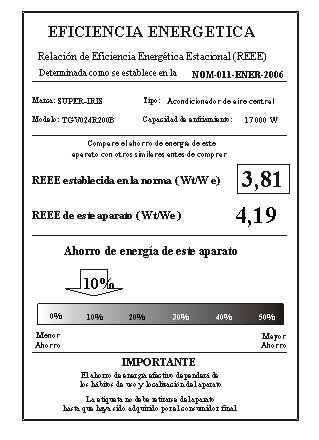 EFICIENCIA ENERGETICA
Relación de Eficiencia Energética Estacional (REEE)
Determinada como se establece en la NOM-011-ENER-2006
Marca: SUPER-IRIS Tipo: Acondicionador de aire central
Modelo: TGV024R200B Capacidad de enfriamiento: 17 000 W
Compare el ahorro de energía de este
aparato con otros similares antes de comprar
REEE establecida en la norma (Wt/We) 3,81
REEE de este aparato (Wt/We) 4,19
Ahorro de energía de este aparato
10%
0% 10% 20% 30% 40% 50%
Menor Mayor
Ahorro Ahorro
IMPORTANTE
El ahorro de energía efectivo dependerá de
los hábitos de uso y localización del aparato
La etiqueta no debe retirarse del aparato
hasta que haya sido adquirido por el consumidor final